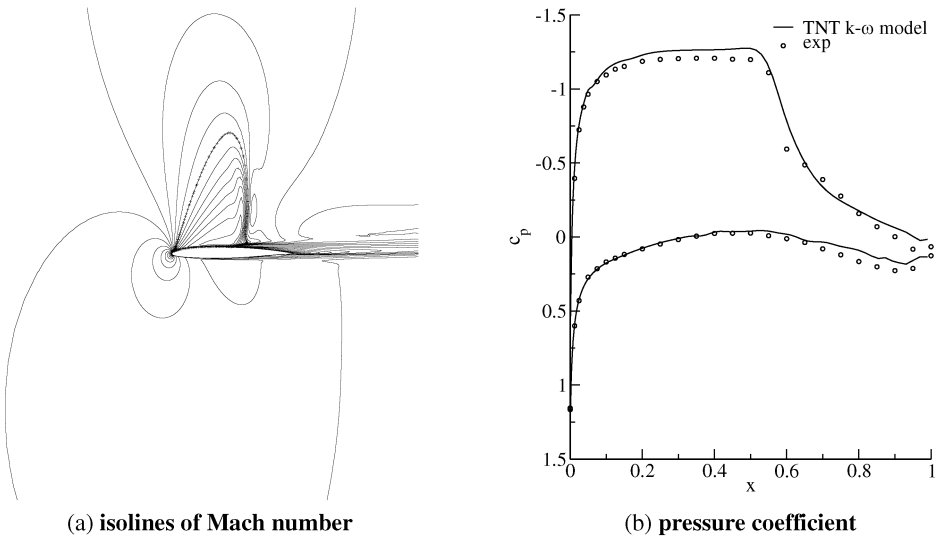 -1.5
TNT k-ω model
exp
-1
-0.5
0
0.5
1
1.5
c_p
0 0.2 0.4 0.6 0.8 1
x
(a) isolines of Mach number
(b) pressure coefficient